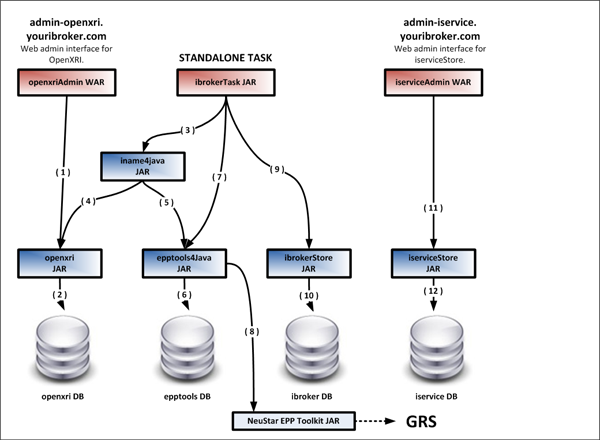 admin-openxri.
youribroker.com
Web admin interface for
OpenXRI.
admin-iservice.
youribroker.com
Web admin interface for
iserviceStore.
STANDALONE TASK
openxriAdmin WAR
ibrokerTask JAR
iserviceAdmin WAR
( 3 )
iname4java
JAR
( 1 )
( 4 )
( 5 )
( 7 )
( 9 )
( 11 )
openxri
JAR
epptools4Java
JAR
ibrokerStore
JAR
iserviceStore
JAR
( 2 )
( 6 )
( 10 )
( 12 )
( 8 )
openxri DB
epptools DB
ibroker DB
iservice DB
NeuStar EPP Toolkit JAR
GRS